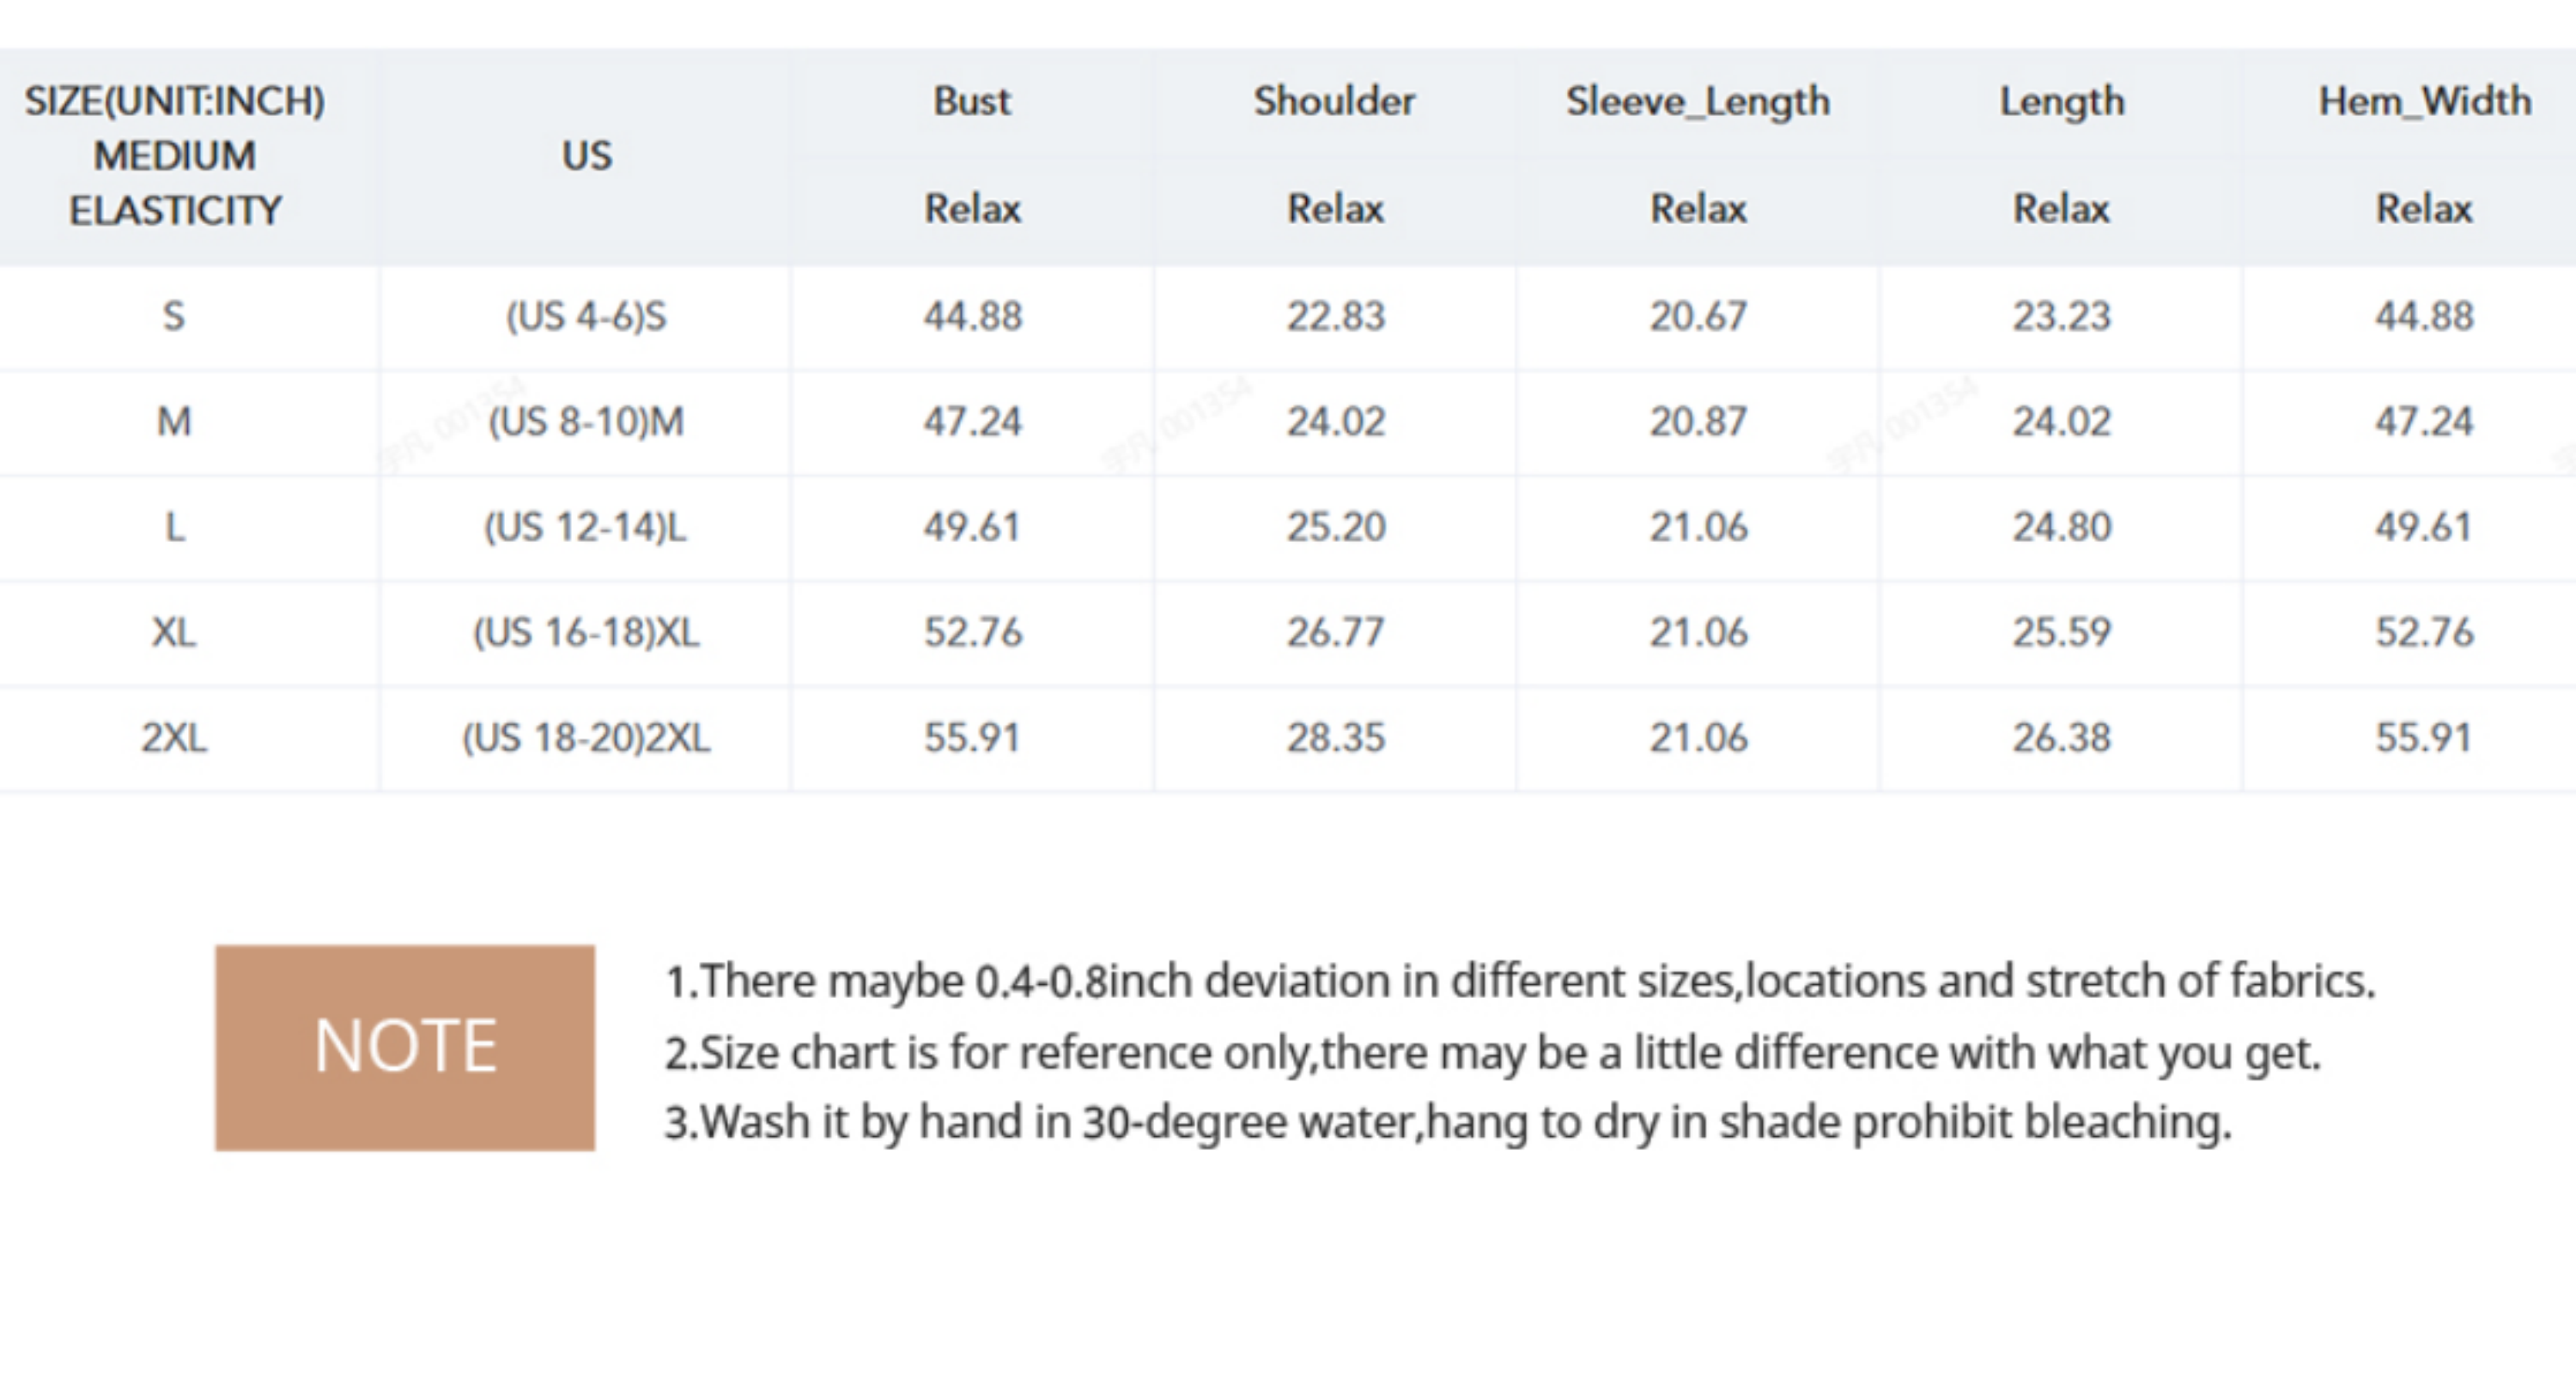 SIZE(UNIT:INCH)
MEDIUM
ELASTICITY
US
Bust
Shoulder
Sleeve_Length
Length
Hem_Width
Relax
Relax
Relax
Relax
Relax
S (US 4-6)S 44.88 22.83 20.67 23.23 44.88
M (US 8-10)M 47.24 24.02 20.87 24.02 47.24
L (US 12-14)L 49.61 25.20 21.06 24.80 49.61
XL (US 16-18)XL 52.76 26.77 21.06 25.59 52.76
2XL (US 18-20)2XL 55.91 28.35 21.06 26.38 55.91
001354
001354
001354
NOTE
1.There maybe 0.4-0.8inch deviation in different sizes,locations and stretch of fabrics.
2.Size chart is for reference only,there may be a little difference with what you get.
3.Wash it by hand in 30-degree water,hang to dry in shade prohibit bleaching.